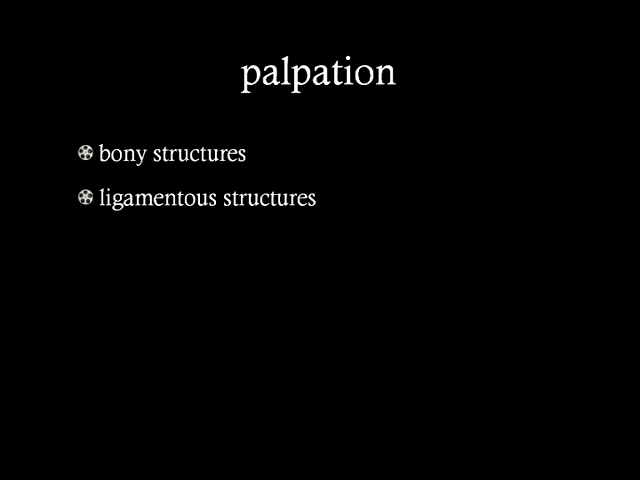 palpation
bony structures
ligamentous structures